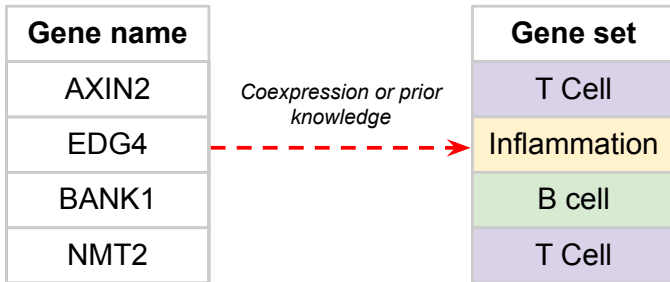 Gene name
AXIN2
EDG4
BANK1
NMT2
Coexpression or prior
knowledge
Gene set
T Cell
Inflammation
B cell
T Cell